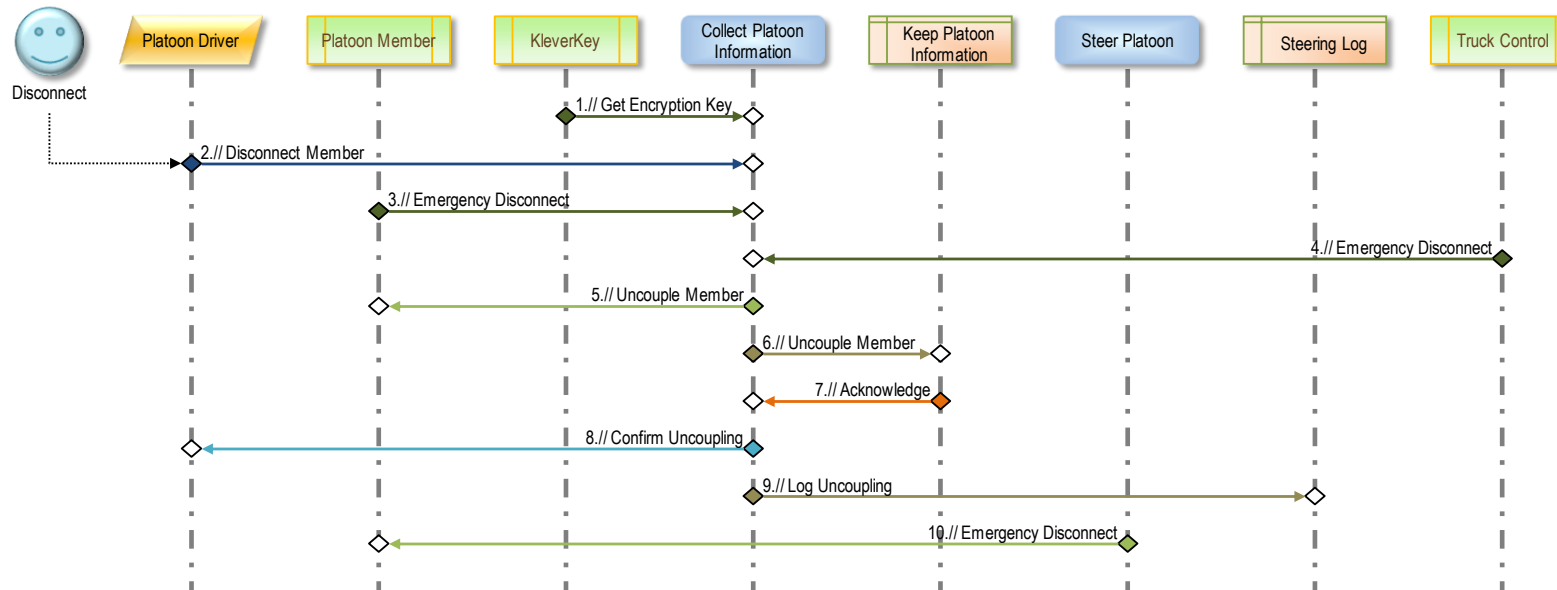 Disconnect
Platoon Driver
Platoon Member
KleverKey
Collect Platoon
Information
Keep Platoon
Information
Steer Platoon
Steering Log
Truck Control
1.// Get Encryption Key
2.// Disconnect Member
3.// Emergency Disconnect
4.// Emergency Disconnect
5.// Uncouple Member
6.// Uncouple Member
7.// Acknowledge
8.// Confirm Uncoupling
9.// Log Uncoupling
10.// Emergency Disconnect